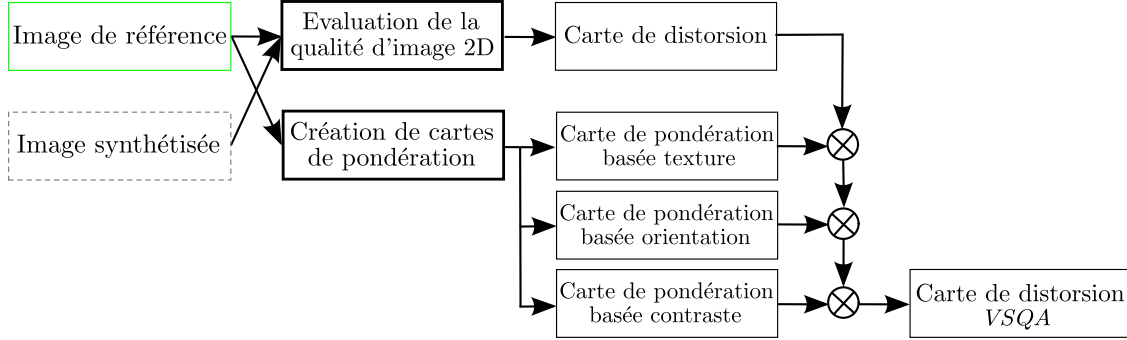 Image de référence
Evaluation de la
qualité d'image 2D
Carte de distorsion
Image synthétisée
Création de cartes
de pondération
Carte de pondération
basée texture
Carte de pondération
basée orientation
Carte de pondération
basée contraste
Carte de distorsion
VSQA